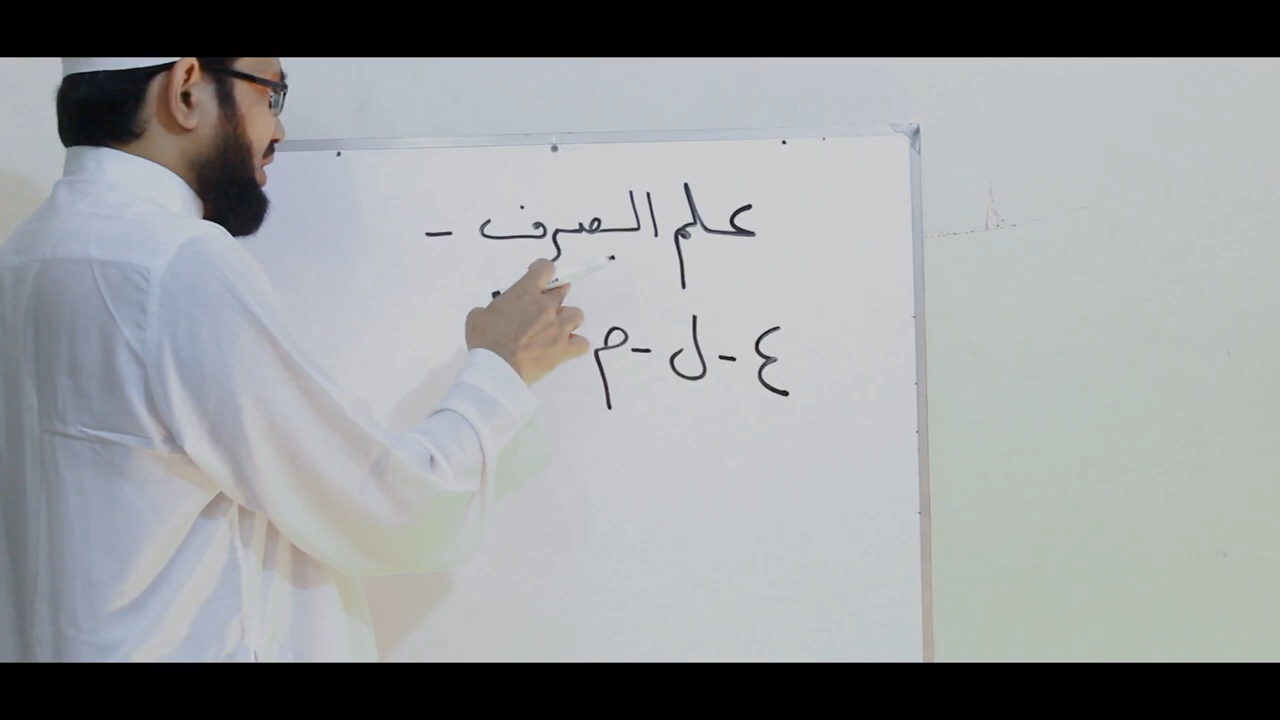 علم الصرف -
ع - ل - م